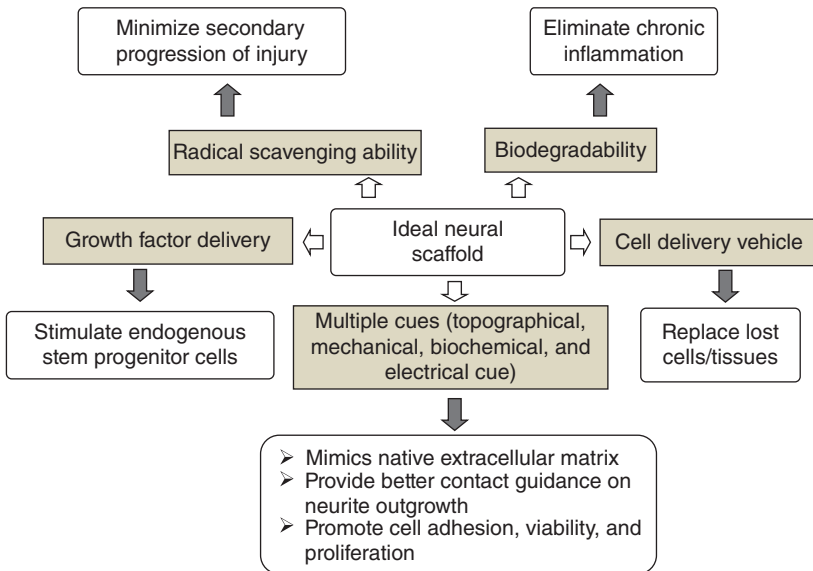 Minimize secondary
progression of injury
Eliminate chronic
inflammation
Radical scavenging ability
Biodegradability
Growth factor delivery
Ideal neural
scaffold
Cell delivery vehicle
Stimulate endogenous
stem progenitor cells
Multiple cues (topographical,
mechanical, biochemical, and
electrical cue)
Replace lost
cells/tissues
➢ Mimics native extracellular matrix
➢ Provide better contact guidance on
neurite outgrowth
➢ Promote cell adhesion, viability, and
proliferation